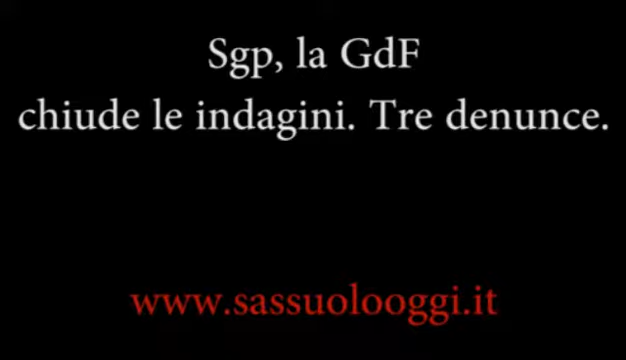 Sgp, la GdF
chiude le indagini. Tre denunce.
www.sassuolooggi.it